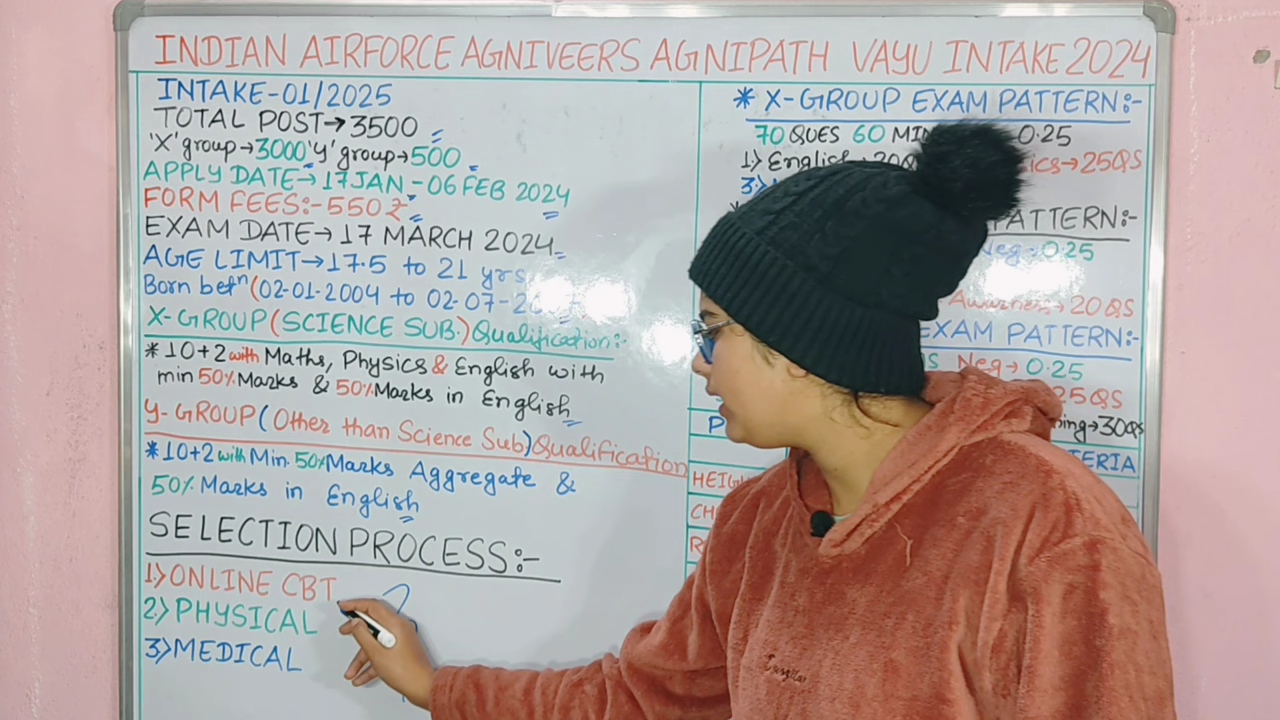 INDIAN AIRFORCE AGNIVEERS AGNIPATH VAYU INTAKE 2024
INTAKE-01/2025
TOTAL POST→3500
'X' group→3000 'Y' group→500
APPLY DATE→17JAN-06 FEB 2024
FORM FEES:-550₹
EXAM DATE→17 MARCH 2024
AGE LIMIT→17.5 to 21 yrs
Born betⁿ (02-01-2004 to 02-07-2
X-GROUP (SCIENCE SUB.) Qualification:-
*10+2 with Maths, Physics & English with
min 50% Marks & 50% Marks in English
Y-GROUP (Other than Science Sub) Qualification
*10+2 with Min. 50% Marks Aggregate &
50% Marks in English
SELECTION PROCESS:-
1.) ONLINE CBT
2.) PHYSICAL
3.) MEDICAL
* X-GROUP EXAM PATTERN:-
70 QUES 60 MIN 0.25
1.) English→20Q ics→25QS
3.)
PATTERN:-
Neg→0.25
Awarness→20QS
EXAM PATTERN:-
Neg→0.25
25QS
ning→30QS
P TERIA
HEIGH
CH
R